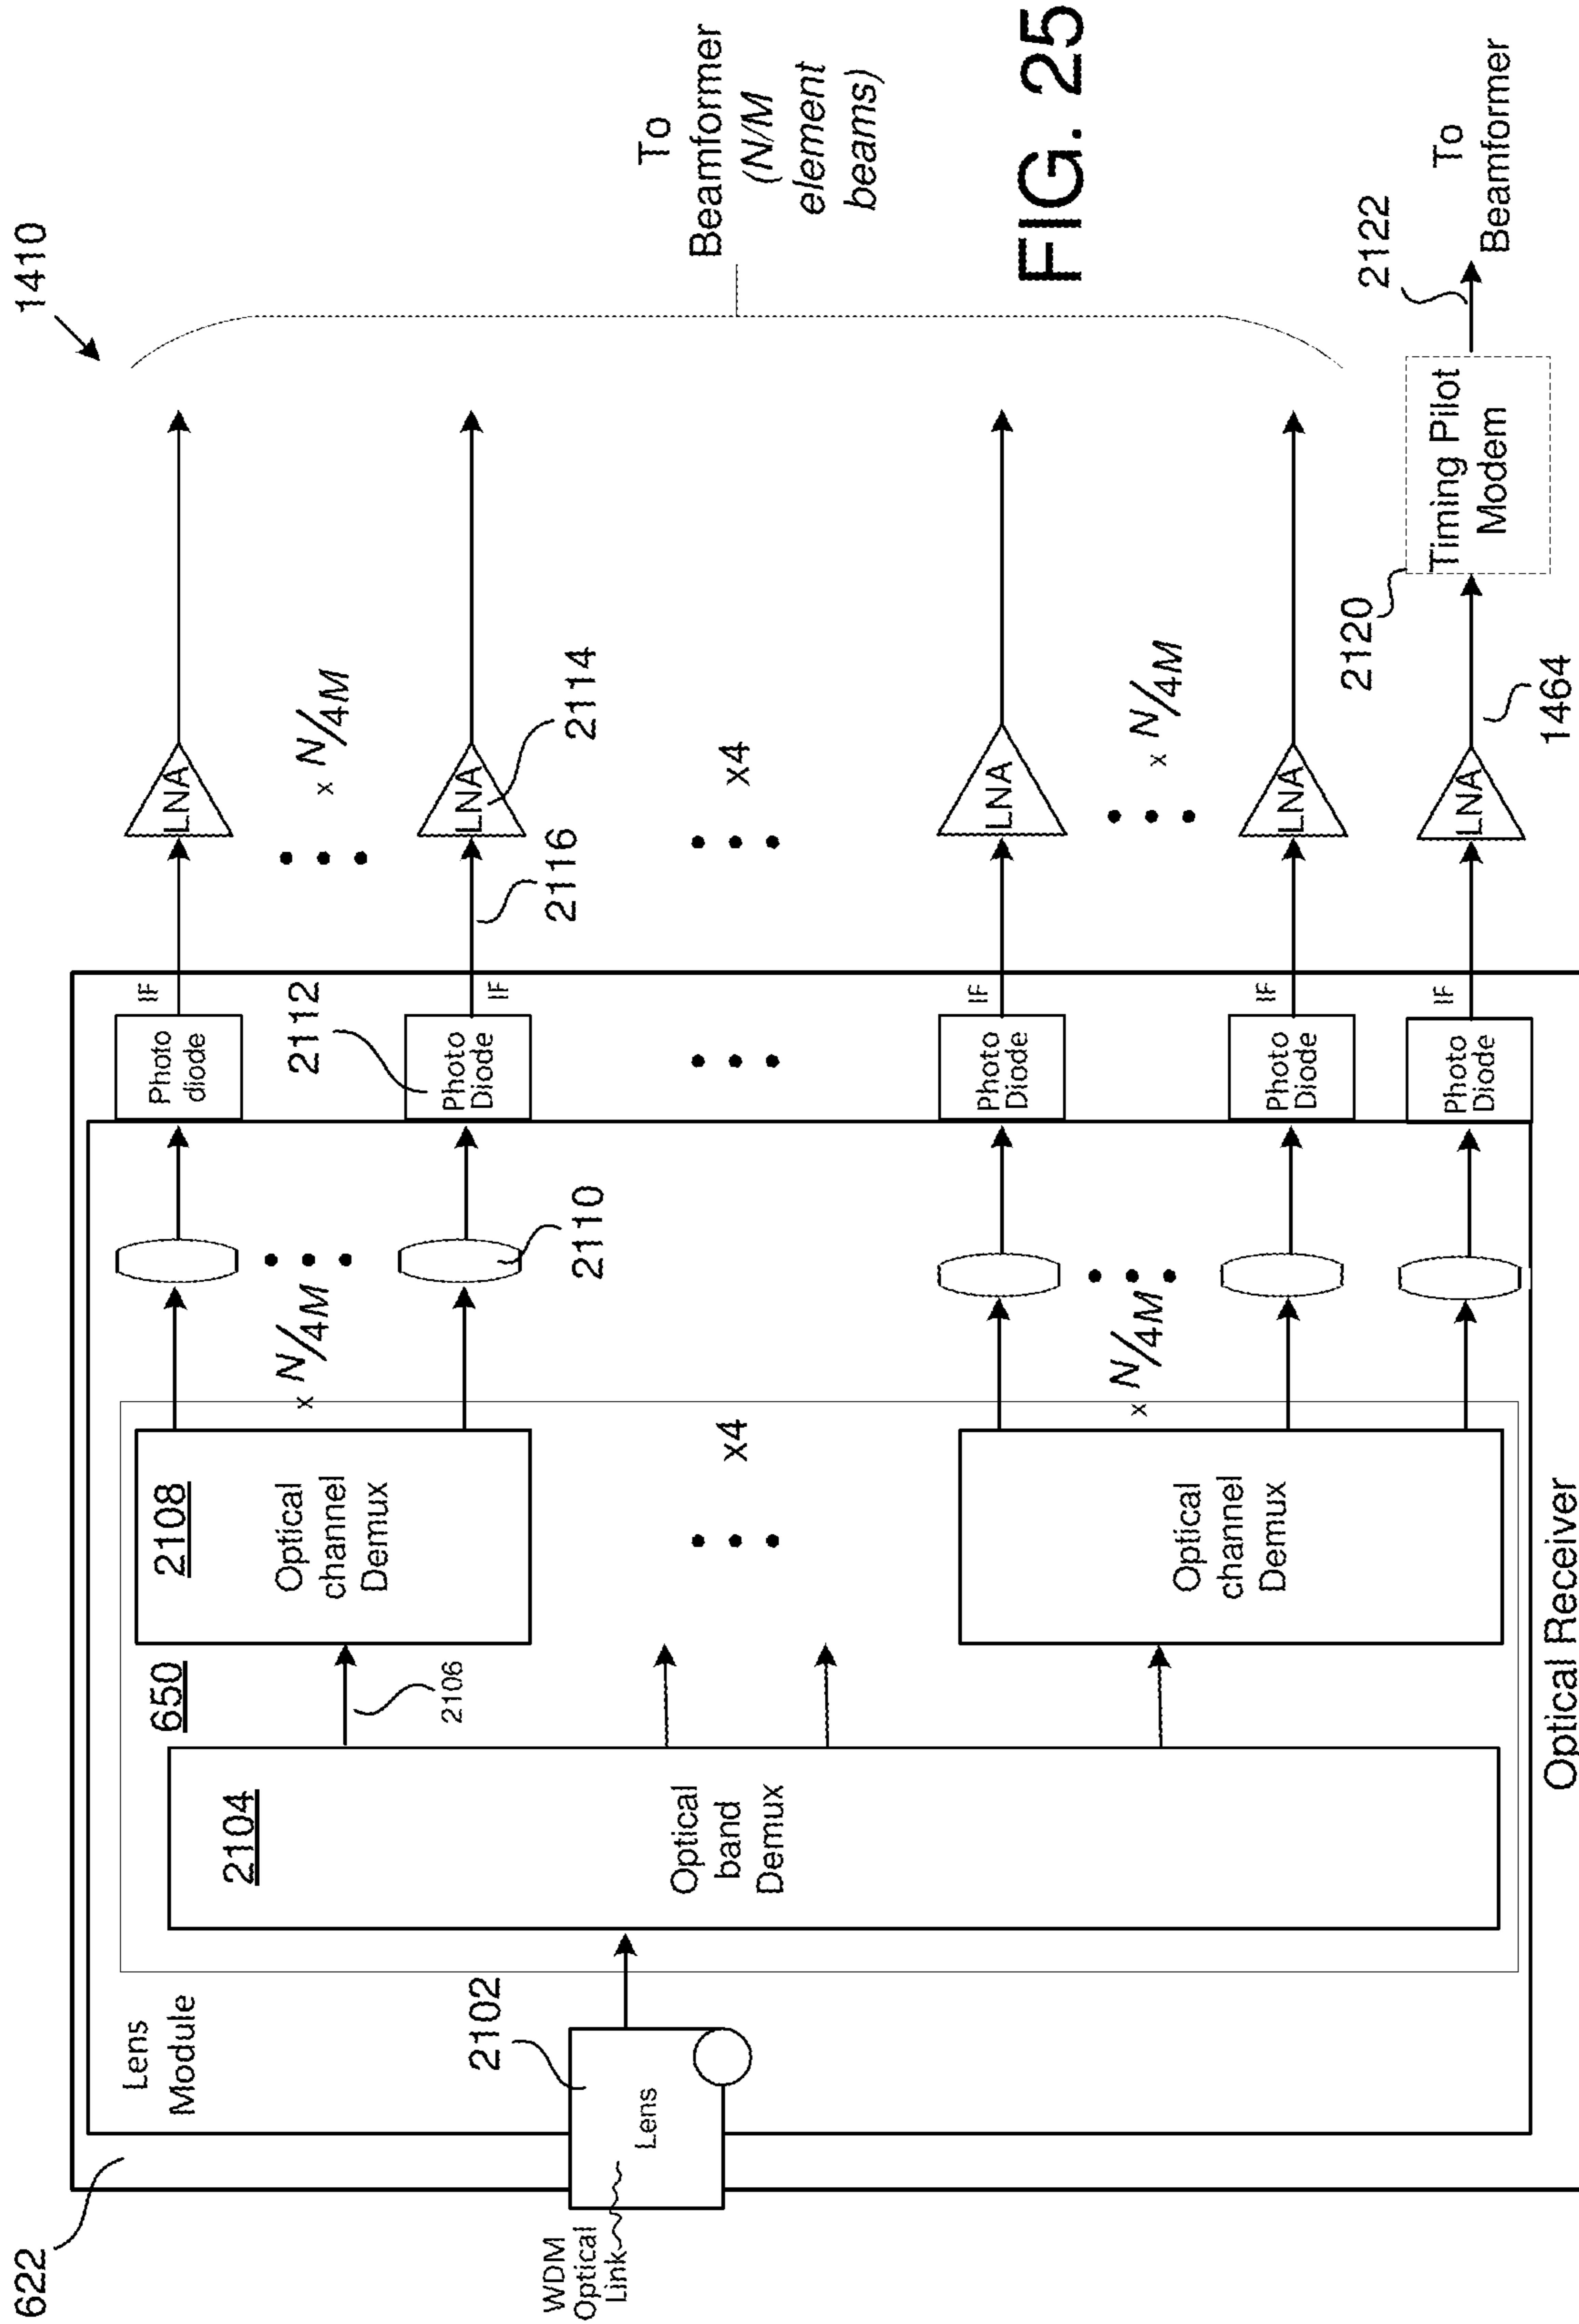 622
1410
Lens
Module
2102
Lens
WDM
Optical
Link
2104
Optical
band
Demux
650
2106
2108
Optical
channel
Demux
x N/4M
x4
Optical
channel
Demux
x N/4M
2110
Photo
diode
IF
2112
Photo
Diode
IF
Photo
Diode
IF
Photo
Diode
IF
Photo
Diode
IF
2116
LNA
x N/4M
LNA
2114
x4
LNA
x N/4M
LNA
LNA
1464
2120
Timing Pilot
Modem
2122
To
Beamformer
To
Beamformer
(N/M
element
beams)
Optical Receiver
FIG. 25